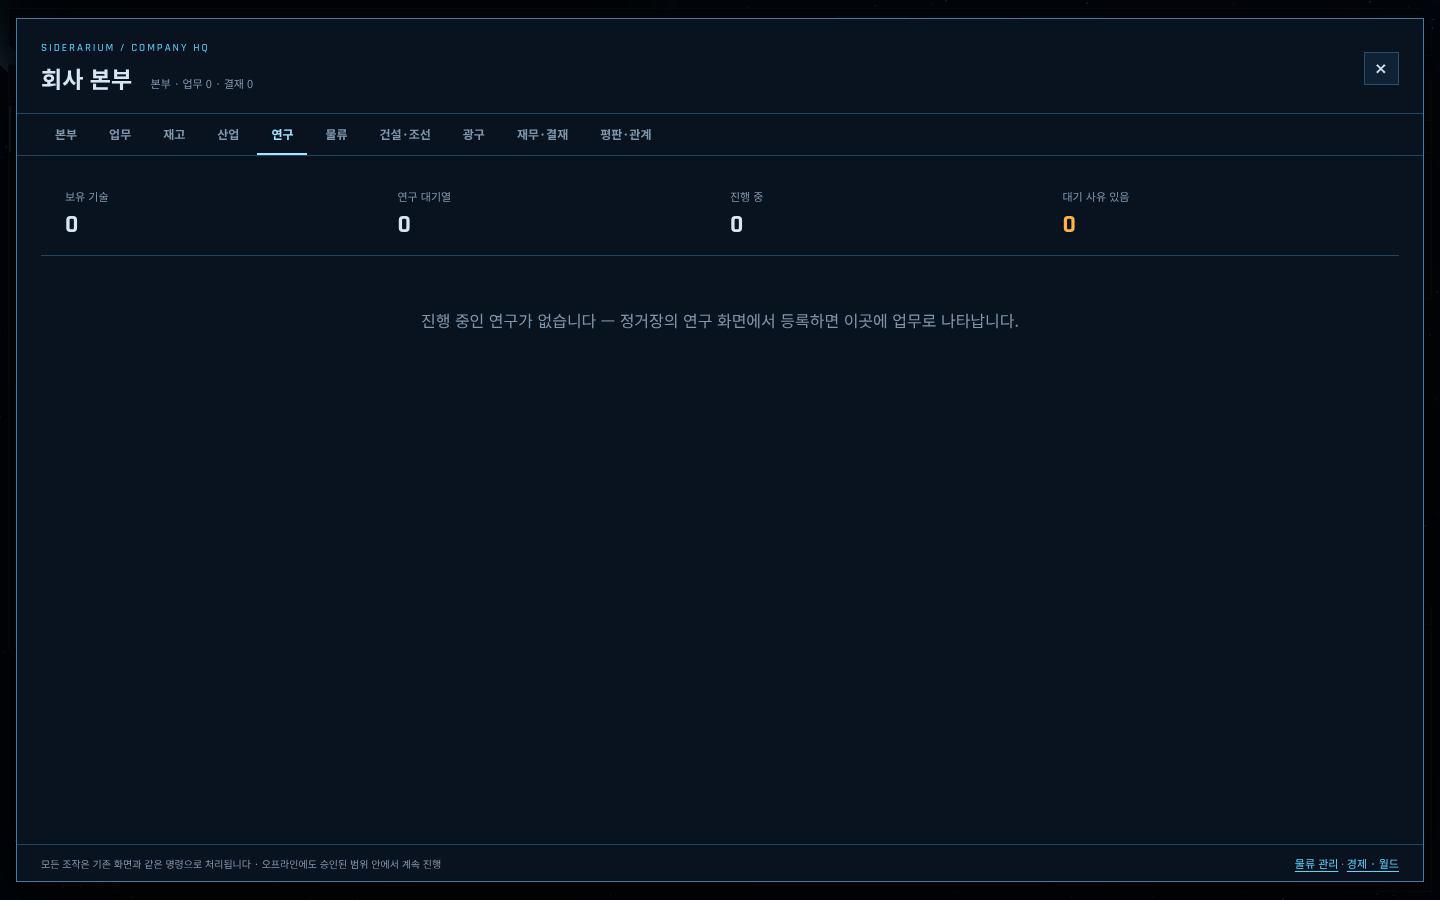 SIDERARIUM / COMPANY HQ
회사 본부 본부 · 업무 0 · 결재 0
×
본부 업무 재고 산업 연구 물류 건설·조선 광구 재무·결재 평판·관계
보유 기술 연구 대기열 진행 중 대기 사유 있음
0 0 0 0
진행 중인 연구가 없습니다 — 정거장의 연구 화면에서 등록하면 이곳에 업무로 나타납니다.
모든 조작은 기존 화면과 같은 명령으로 처리됩니다 · 오프라인에도 승인된 범위 안에서 계속 진행 물류 관리 · 경제 · 월드